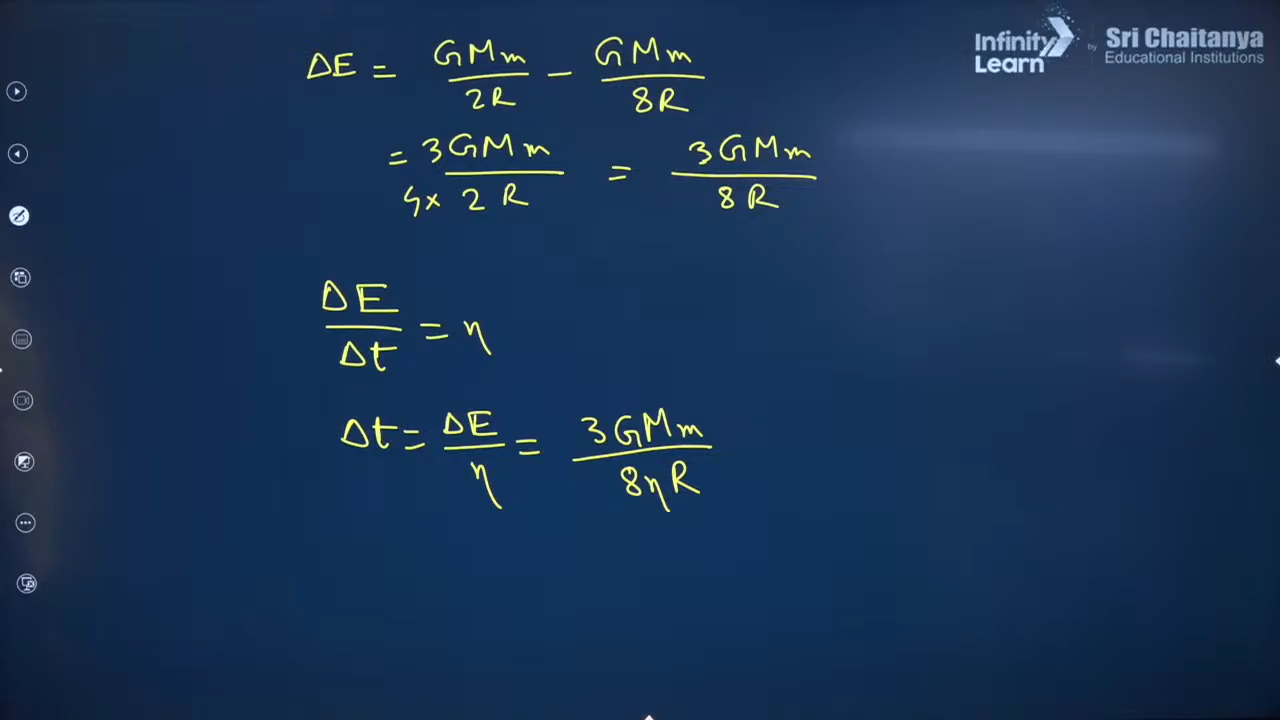 Infinity Learn by Sri Chaitanya Educational Institutions
ΔE = GMm/2R − GMm/8R
= 3GMm/4×2R = 3GMm/8R
ΔE/Δt = η
Δt = ΔE/η = 3GMm/8ηR